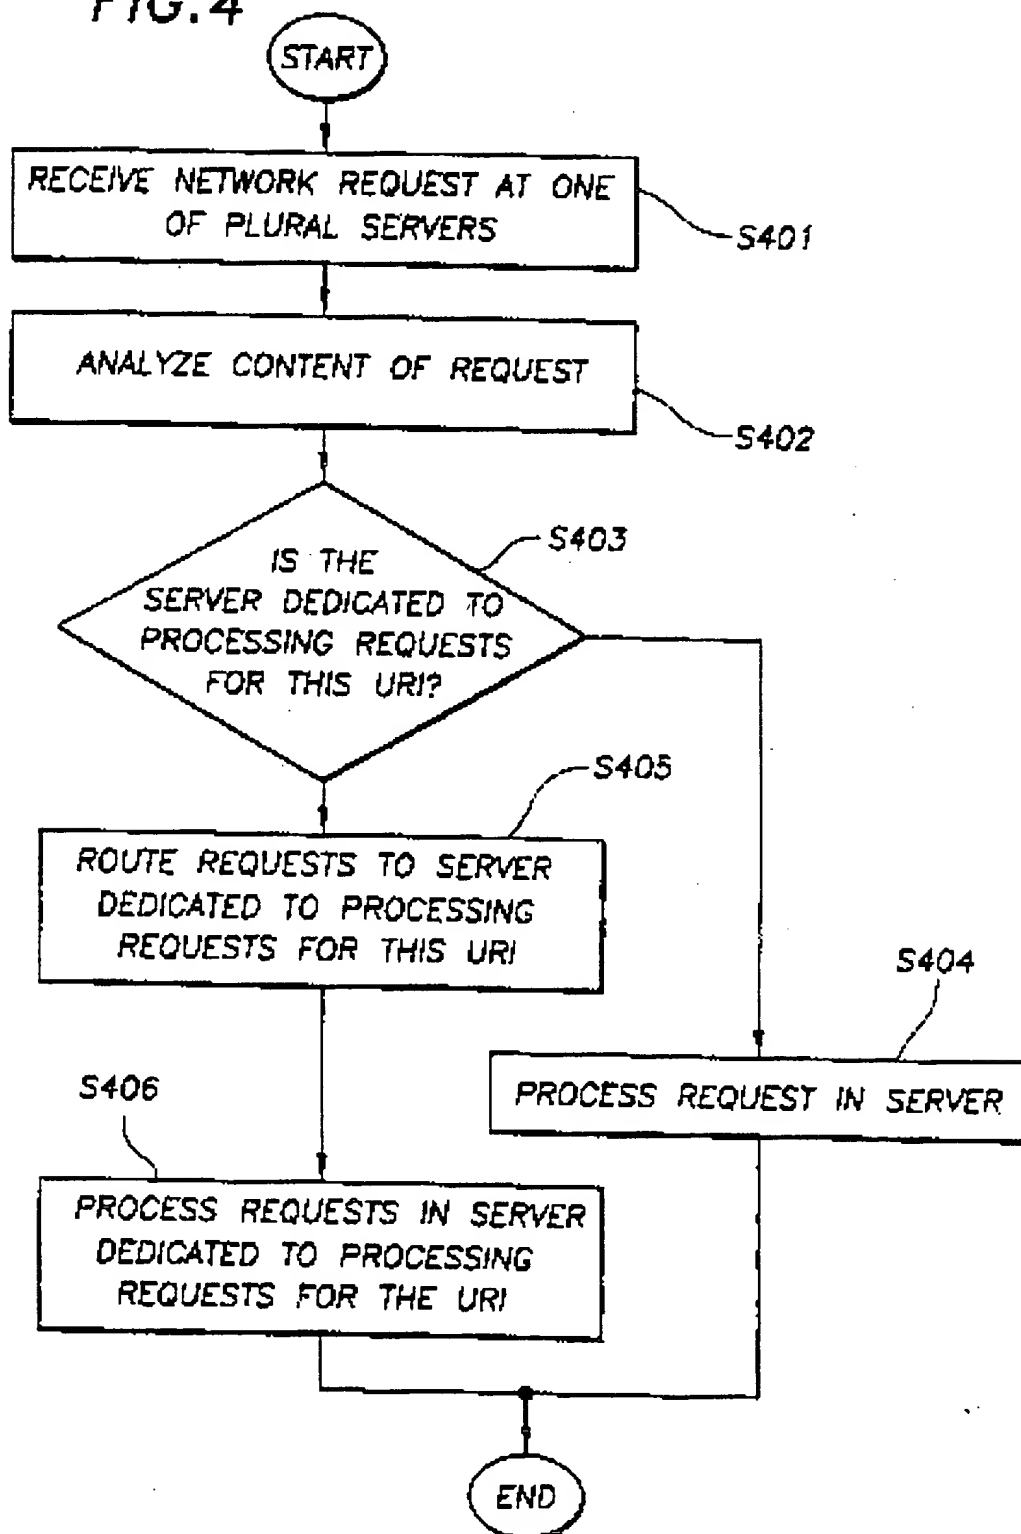 FIG. 4
START
RECEIVE NETWORK REQUEST AT ONE
OF PLURAL SERVERS
S401
ANALYZE CONTENT OF REQUEST
S402
S403
IS THE
SERVER DEDICATED TO
PROCESSING REQUESTS
FOR THIS URI?
S405
ROUTE REQUESTS TO SERVER
DEDICATED TO PROCESSING
REQUESTS FOR THIS URI
S404
PROCESS REQUEST IN SERVER
S406
PROCESS REQUESTS IN SERVER
DEDICATED TO PROCESSING
REQUESTS FOR THE URI
END